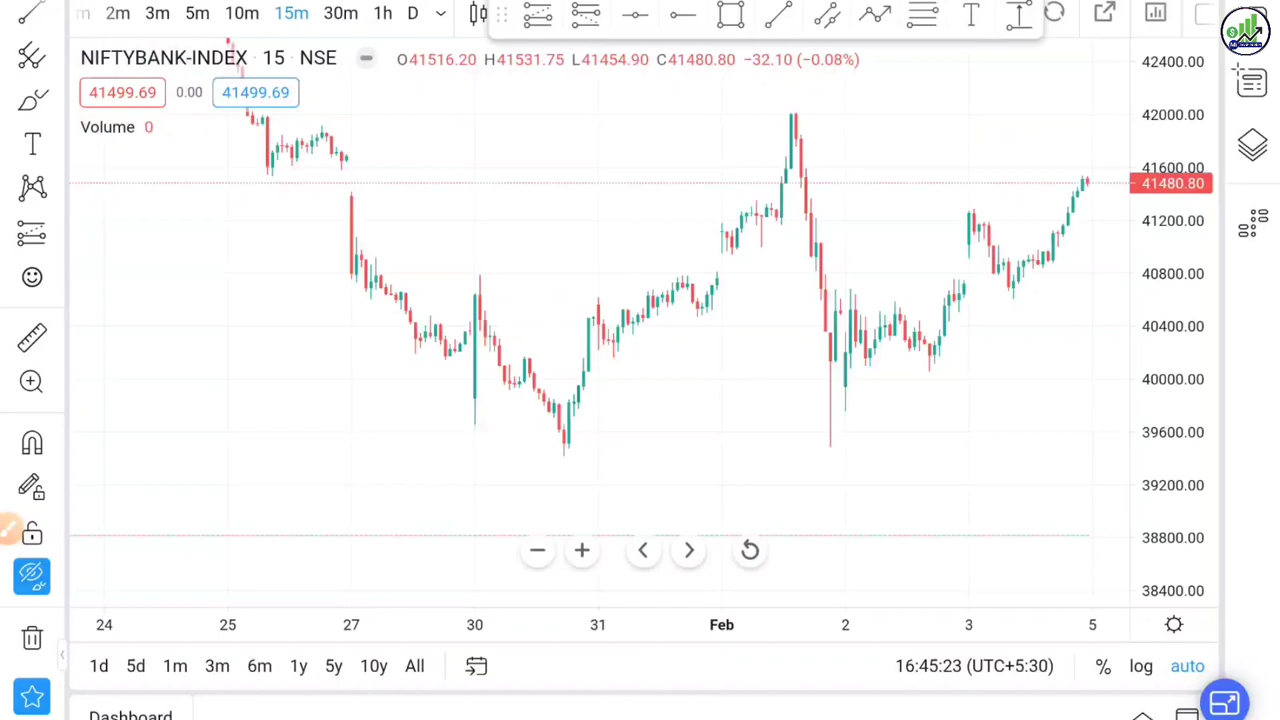 m 2m 3m 5m 10m 15m 30m 1h D
NIFTYBANK-INDEX · 15 · NSE O41516.20 H41531.75 L41454.90 C41480.80 −32.10 (−0.08%)
41499.69 0.00 41499.69
Volume 0
42400.00
42000.00
41600.00
41480.80
41200.00
40800.00
40400.00
40000.00
39600.00
39200.00
38800.00
38400.00
24 25 27 30 31 Feb 2 3 5
1d 5d 1m 3m 6m 1y 5y 10y All 16:45:23 (UTC+5:30) % log auto
Dashboard